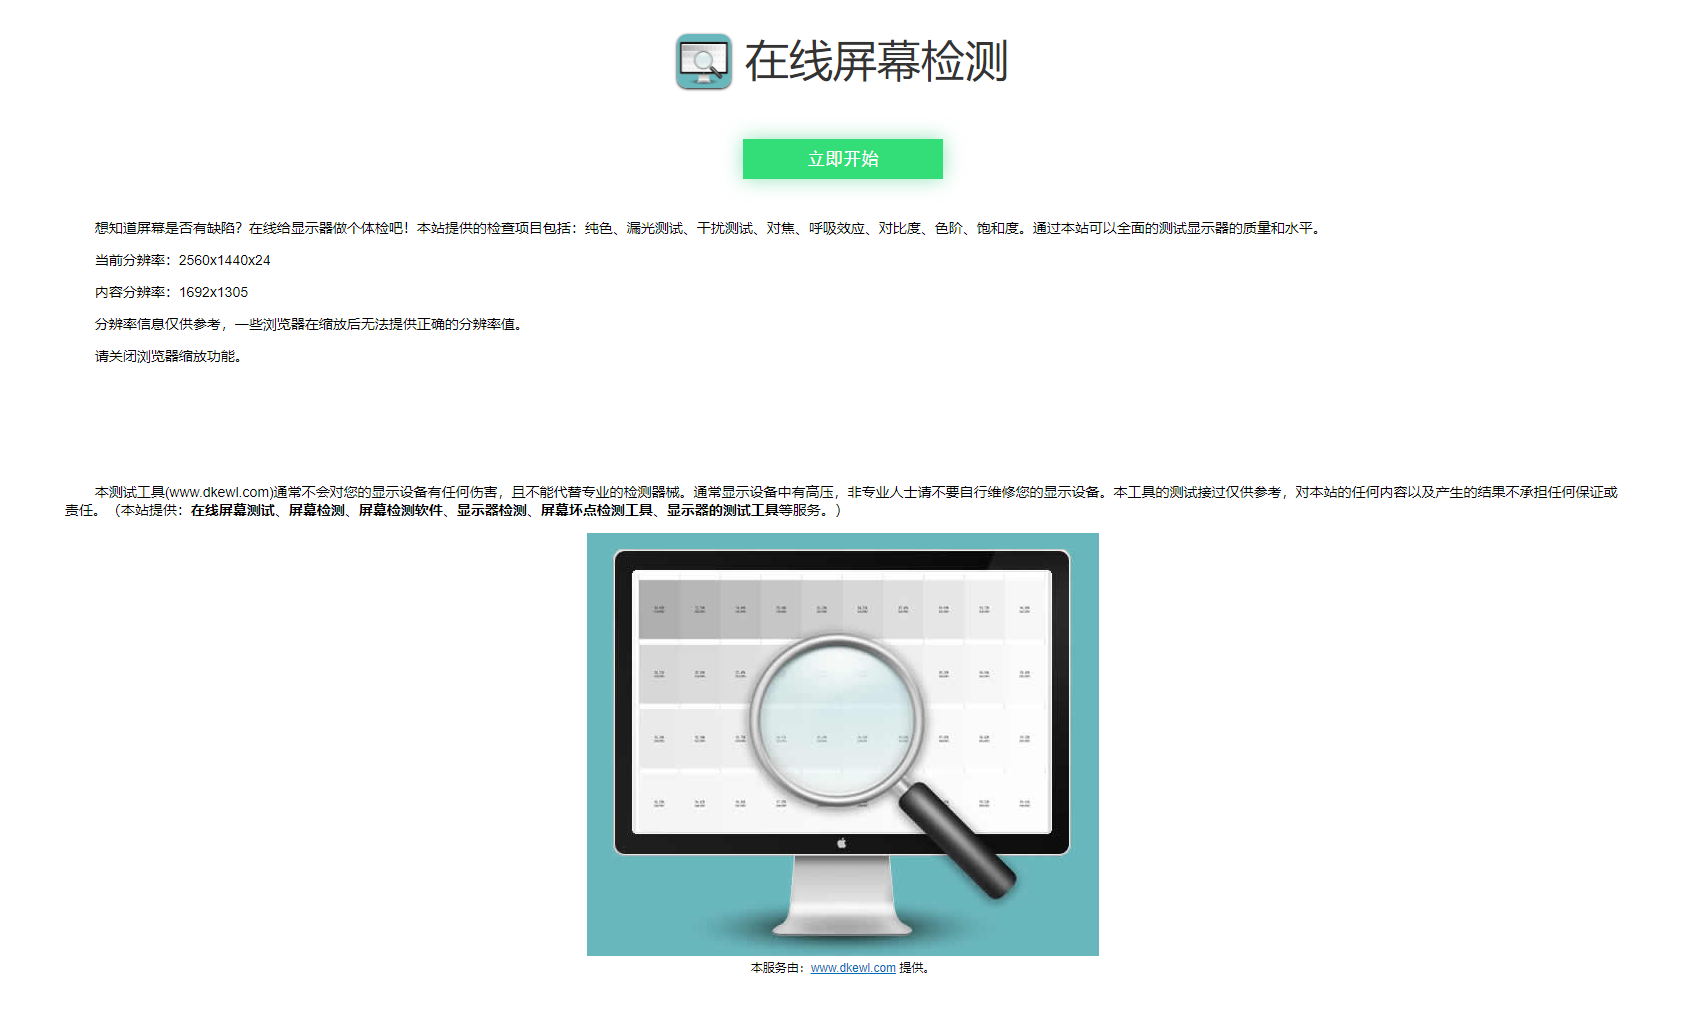 在线屏幕检测
立即开始
想知道屏幕是否有缺陷？在线给显示器做个体检吧！本站提供的检查项目包括：纯色、漏光测试、干扰测试、对焦、呼吸效应、对比度、色阶、饱和度。通过本站可以全面的测试显示器的质量和水平。
当前分辨率：2560x1440x24
内容分辨率：1692x1305
分辨率信息仅供参考，一些浏览器在缩放后无法提供正确的分辨率值。
请关闭浏览器缩放功能。
本测试工具(www.dkewl.com)通常不会对您的显示设备有任何伤害，且不能代替专业的检测器械。通常显示设备中有高压，非专业人士请不要自行维修您的显示设备。本工具的测试接过仅供参考，对本站的任何内容以及产生的结果不承担任何保证或
责任。（本站提供：在线屏幕测试、屏幕检测、屏幕检测软件、显示器检测、屏幕坏点检测工具、显示器的测试工具等服务。）
本服务由：www.dkewl.com 提供。